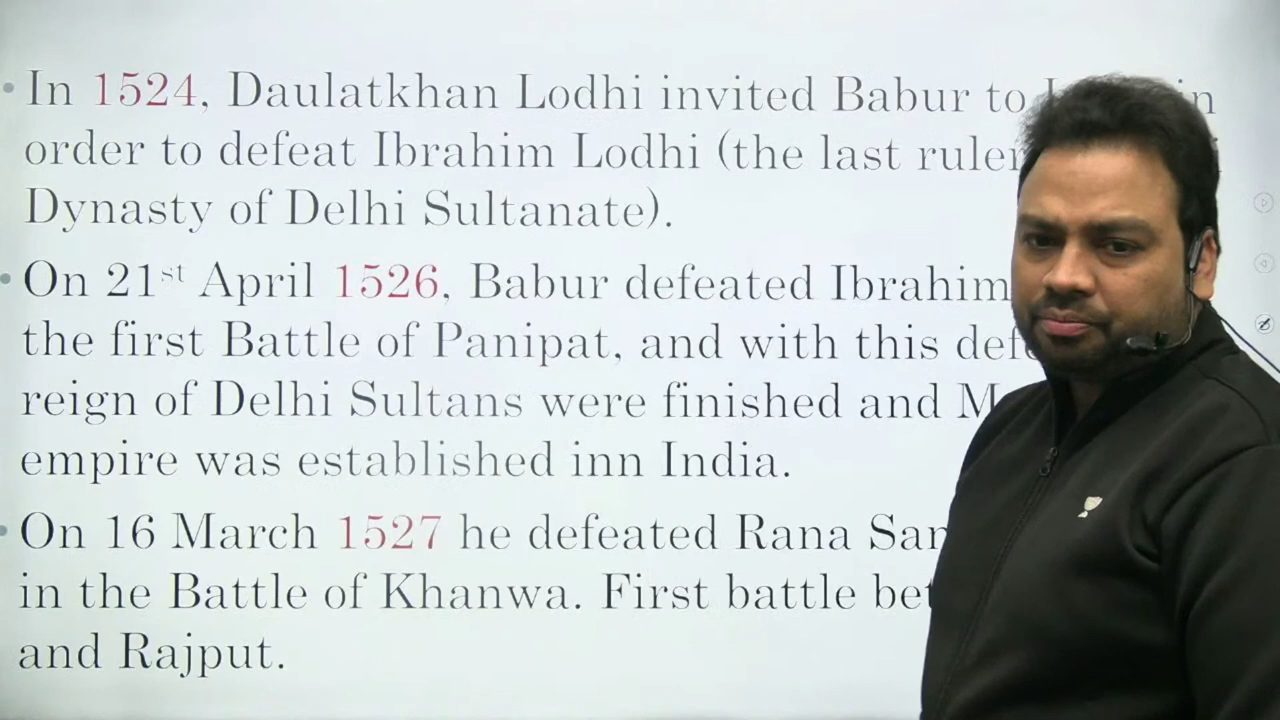 • In 1524, Daulatkhan Lodhi invited Babur to in
order to defeat Ibrahim Lodhi (the last ruler
Dynasty of Delhi Sultanate).
• On 21st April 1526, Babur defeated Ibrahim
the first Battle of Panipat, and with this
reign of Delhi Sultans were finished and
empire was established inn India.
• On 16 March 1527 he defeated Rana
in the Battle of Khanwa. First battle
and Rajput.